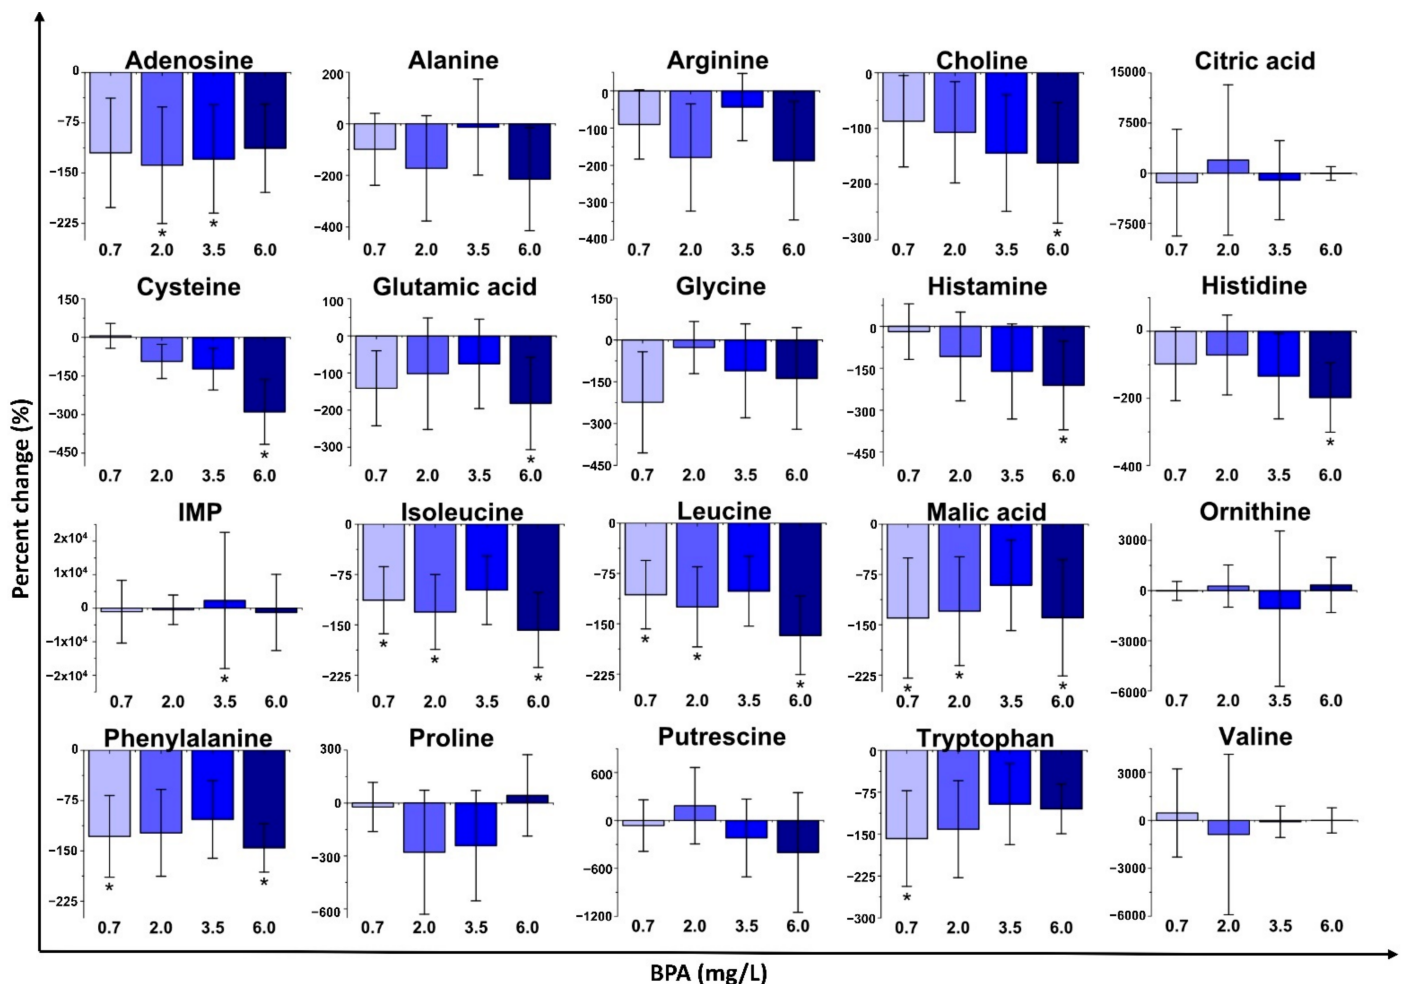 Percent change (%)
Adenosine
0
−75
−150
−225
*
*
0.7 2.0 3.5 6.0
Alanine
200
0
−200
−400
0.7 2.0 3.5 6.0
Arginine
0
−100
−200
−300
−400
0.7 2.0 3.5 6.0
Choline
0
−100
−200
−300
*
0.7 2.0 3.5 6.0
Citric acid
15000
7500
0
−7500
0.7 2.0 3.5 6.0
Cysteine
150
0
−150
−300
−450
*
0.7 2.0 3.5 6.0
Glutamic acid
100
0
−100
−200
−300
*
0.7 2.0 3.5 6.0
Glycine
150
0
−150
−300
−450
0.7 2.0 3.5 6.0
Histamine
0
−150
−300
−450
*
0.7 2.0 3.5 6.0
Histidine
0
−200
−400
*
0.7 2.0 3.5 6.0
IMP
2x10⁴
1x10⁴
0
−1x10⁴
−2x10⁴
*
0.7 2.0 3.5 6.0
Isoleucine
0
−75
−150
−225
* * *
0.7 2.0 3.5 6.0
Leucine
0
−75
−150
−225
* * *
0.7 2.0 3.5 6.0
Malic acid
0
−75
−150
−225
* * *
0.7 2.0 3.5 6.0
Ornithine
3000
0
−3000
−6000
0.7 2.0 3.5 6.0
Phenylalanine
0
−75
−150
−225
* *
0.7 2.0 3.5 6.0
Proline
300
0
−300
−600
0.7 2.0 3.5 6.0
Putrescine
600
0
−600
−1200
0.7 2.0 3.5 6.0
Tryptophan
0
−75
−150
−225
−300
*
0.7 2.0 3.5 6.0
Valine
3000
0
−3000
−6000
0.7 2.0 3.5 6.0
BPA (mg/L)